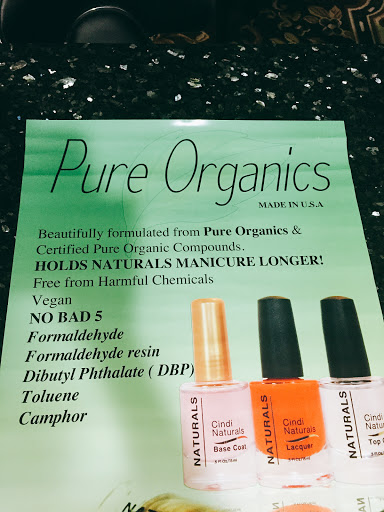 Pure Organics
MADE IN U.S.A
Beautifully formulated from Pure Organics &
Certified Pure Organic Compounds.
HOLDS NATURALS MANICURE LONGER!
Free from Harmful Chemicals
Vegan
NO BAD 5
Formaldehyde
Formaldehyde resin
Dibutyl Phthalate ( DBP)
Toluene
Camphor
NATURALS
Cindi
Naturals
Base Coat
NATURALS
Cindi
Naturals
Lacquer
NATURALS
Cindi
Naturals
Top